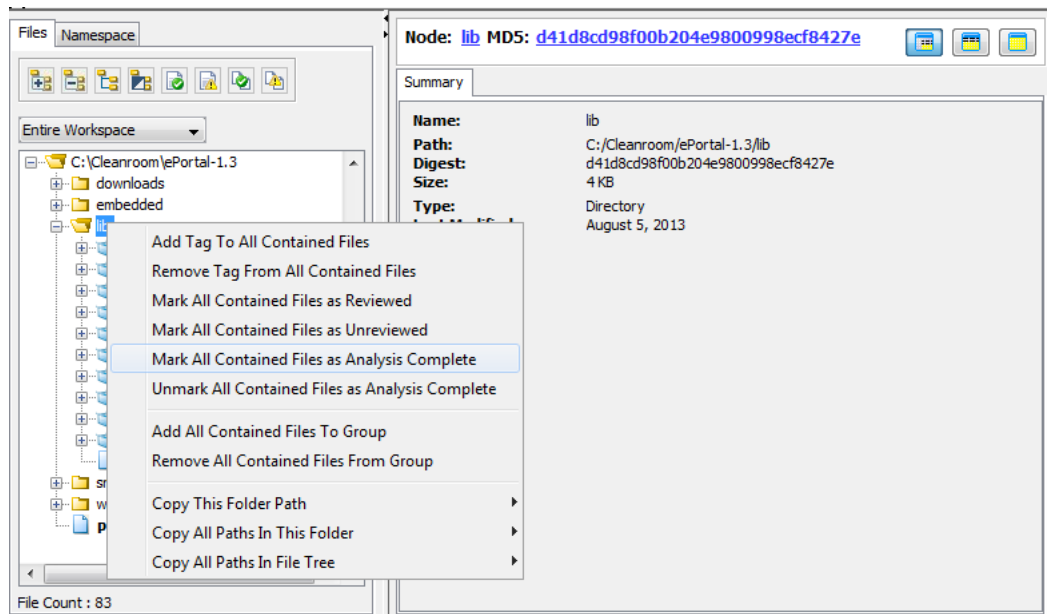 Files Namespace
Entire Workspace
C:\Cleanroom\ePortal-1.3
downloads
embedded
lib
Add Tag To All Contained Files
Remove Tag From All Contained Files
Mark All Contained Files as Reviewed
Mark All Contained Files as Unreviewed
Mark All Contained Files as Analysis Complete
Unmark All Contained Files as Analysis Complete
Add All Contained Files To Group
Remove All Contained Files From Group
Copy This Folder Path
Copy All Paths In This Folder
Copy All Paths In File Tree
File Count : 83
Node: lib MD5: d41d8cd98f00b204e9800998ecf8427e
Summary
Name: lib
Path: C:/Cleanroom/ePortal-1.3/lib
Digest: d41d8cd98f00b204e9800998ecf8427e
Size: 4 KB
Type: Directory
August 5, 2013